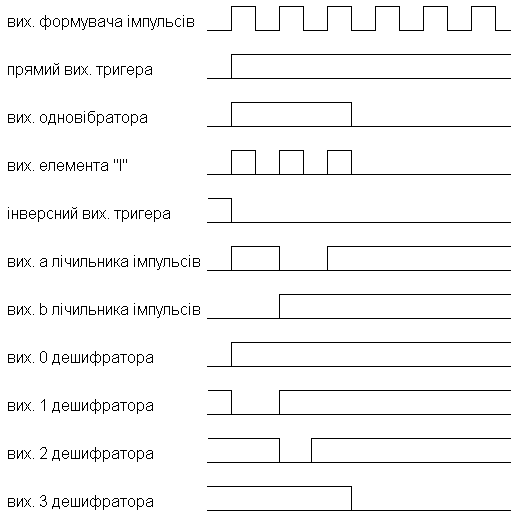 вих. формувача імпульсів
прямий вих. тригера
вих. одновібратора
вих. елемента "І"
інверсний вих. тригера
вих. а лічильника імпульсів
вих. b лічильника імпульсів
вих. 0 дешифратора
вих. 1 дешифратора
вих. 2 дешифратора
вих. 3 дешифратора